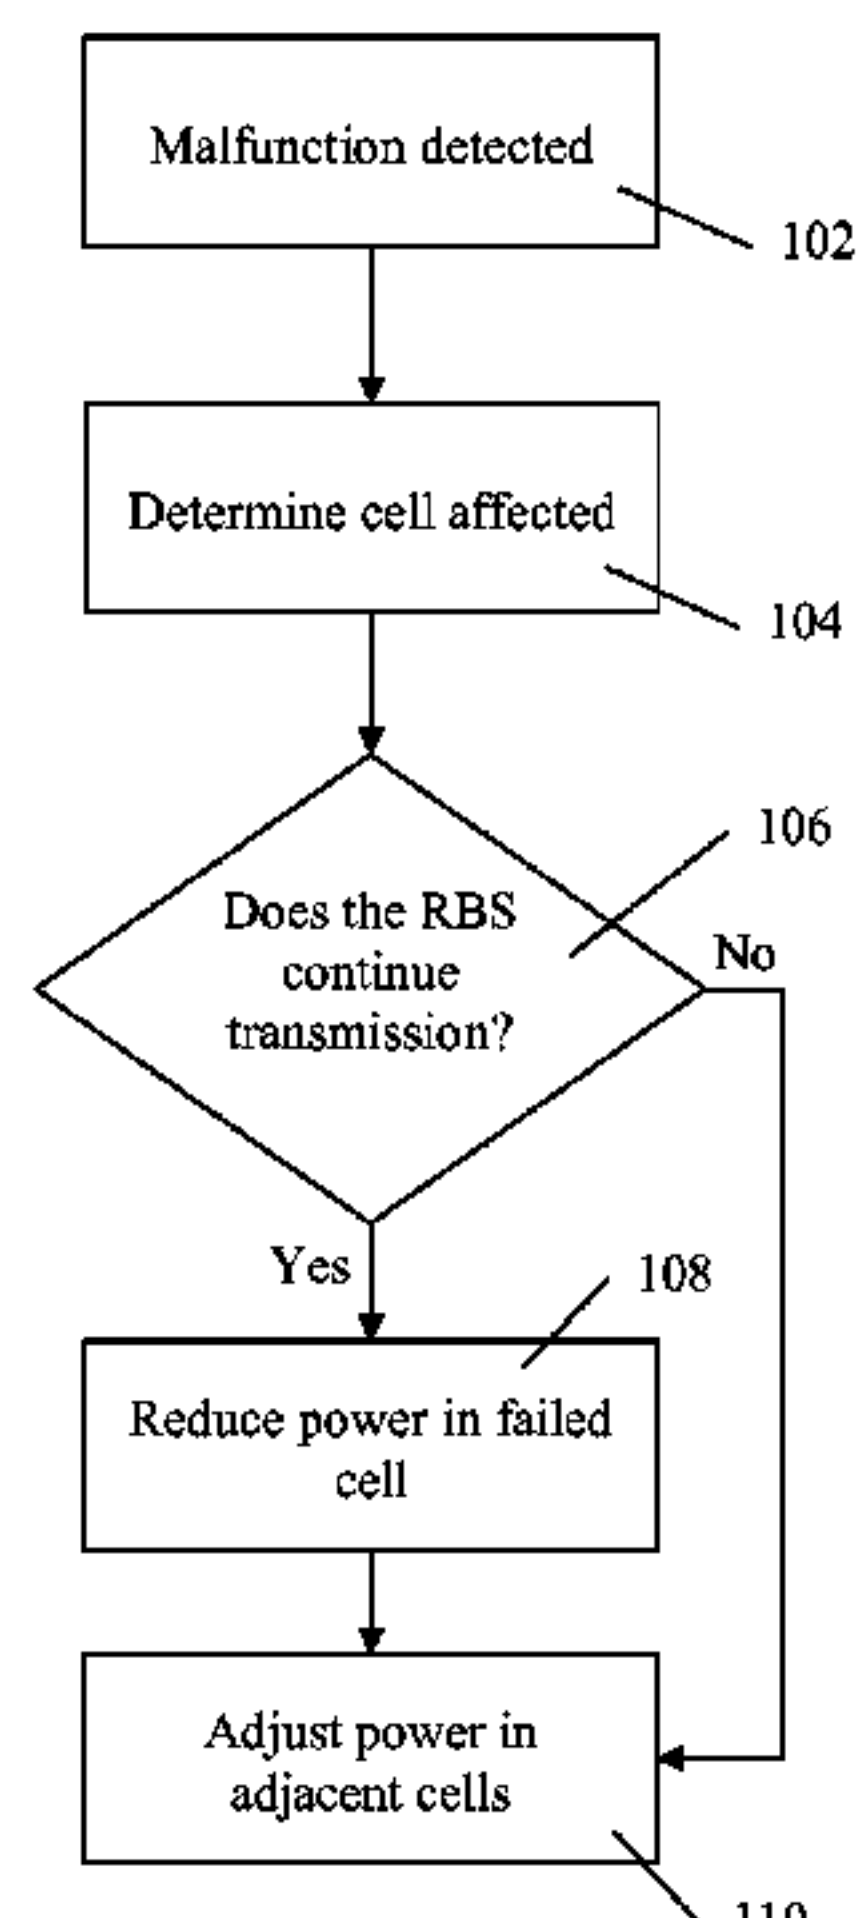 Malfunction detected
102
Determine cell affected
104
106
Does the RBS
continue
transmission?
No
Yes
108
Reduce power in failed
cell
Adjust power in
adjacent cells